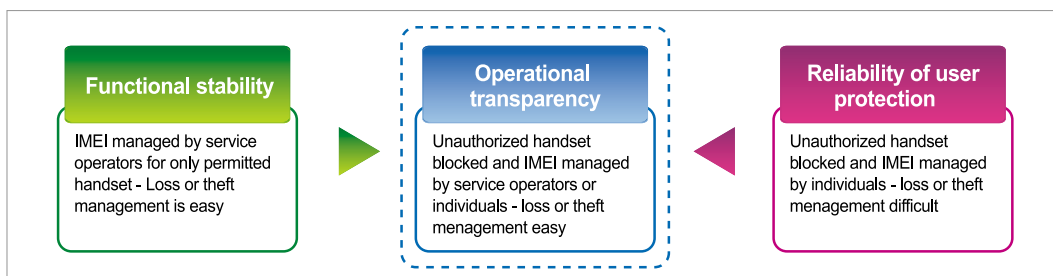 Functional stability
IMEI managed by service
operators for only permitted
handset - Loss or theft
management is easy
Operational
transparency
Unauthorized handset
blocked and IMEI managed
by service operators or
individuals - loss or theft
menagement easy
Reliability of user
protection
Unauthorized handset
blocked and IMEI managed
by individuals - loss or theft
menagement difficult